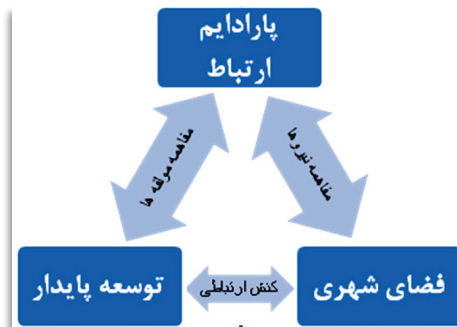 پارادایم
ارتباط
مفاهمه نیروها
مفاهمه مولفه ها
فضای شهری
کنش ارتباطی
توسعه پایدار